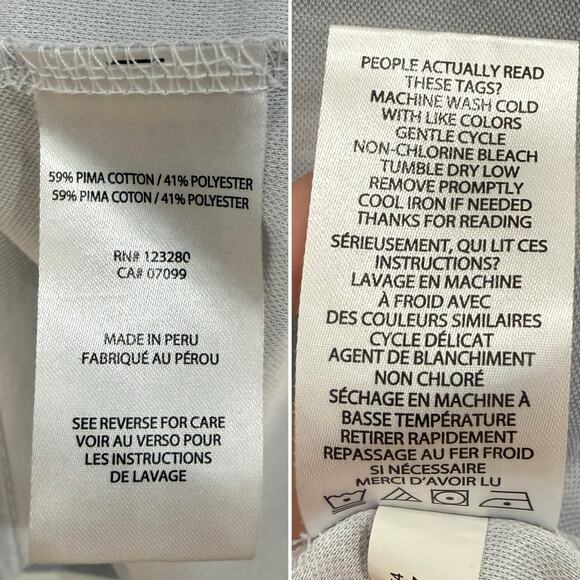 59% PIMA COTTON / 41% POLYESTER
59% PIMA COTON / 41% POLYESTER
RN# 123280
CA# 07099
MADE IN PERU
FABRIQUÉ AU PÉROU
SEE REVERSE FOR CARE
VOIR AU VERSO POUR
LES INSTRUCTIONS
DE LAVAGE
PEOPLE ACTUALLY READ
THESE TAGS?
MACHINE WASH COLD
WITH LIKE COLORS
GENTLE CYCLE
NON-CHLORINE BLEACH
TUMBLE DRY LOW
REMOVE PROMPTLY
COOL IRON IF NEEDED
THANKS FOR READING
SÉRIEUSEMENT, QUI LIT CES
INSTRUCTIONS?
LAVAGE EN MACHINE
À FROID AVEC
DES COULEURS SIMILAIRES
CYCLE DÉLICAT
AGENT DE BLANCHIMENT
NON CHLORÉ
SÉCHAGE EN MACHINE À
BASSE TEMPÉRATURE
RETIRER RAPIDEMENT
REPASSAGE AU FER FROID
SI NÉCESSAIRE
MERCI D'AVOIR LU